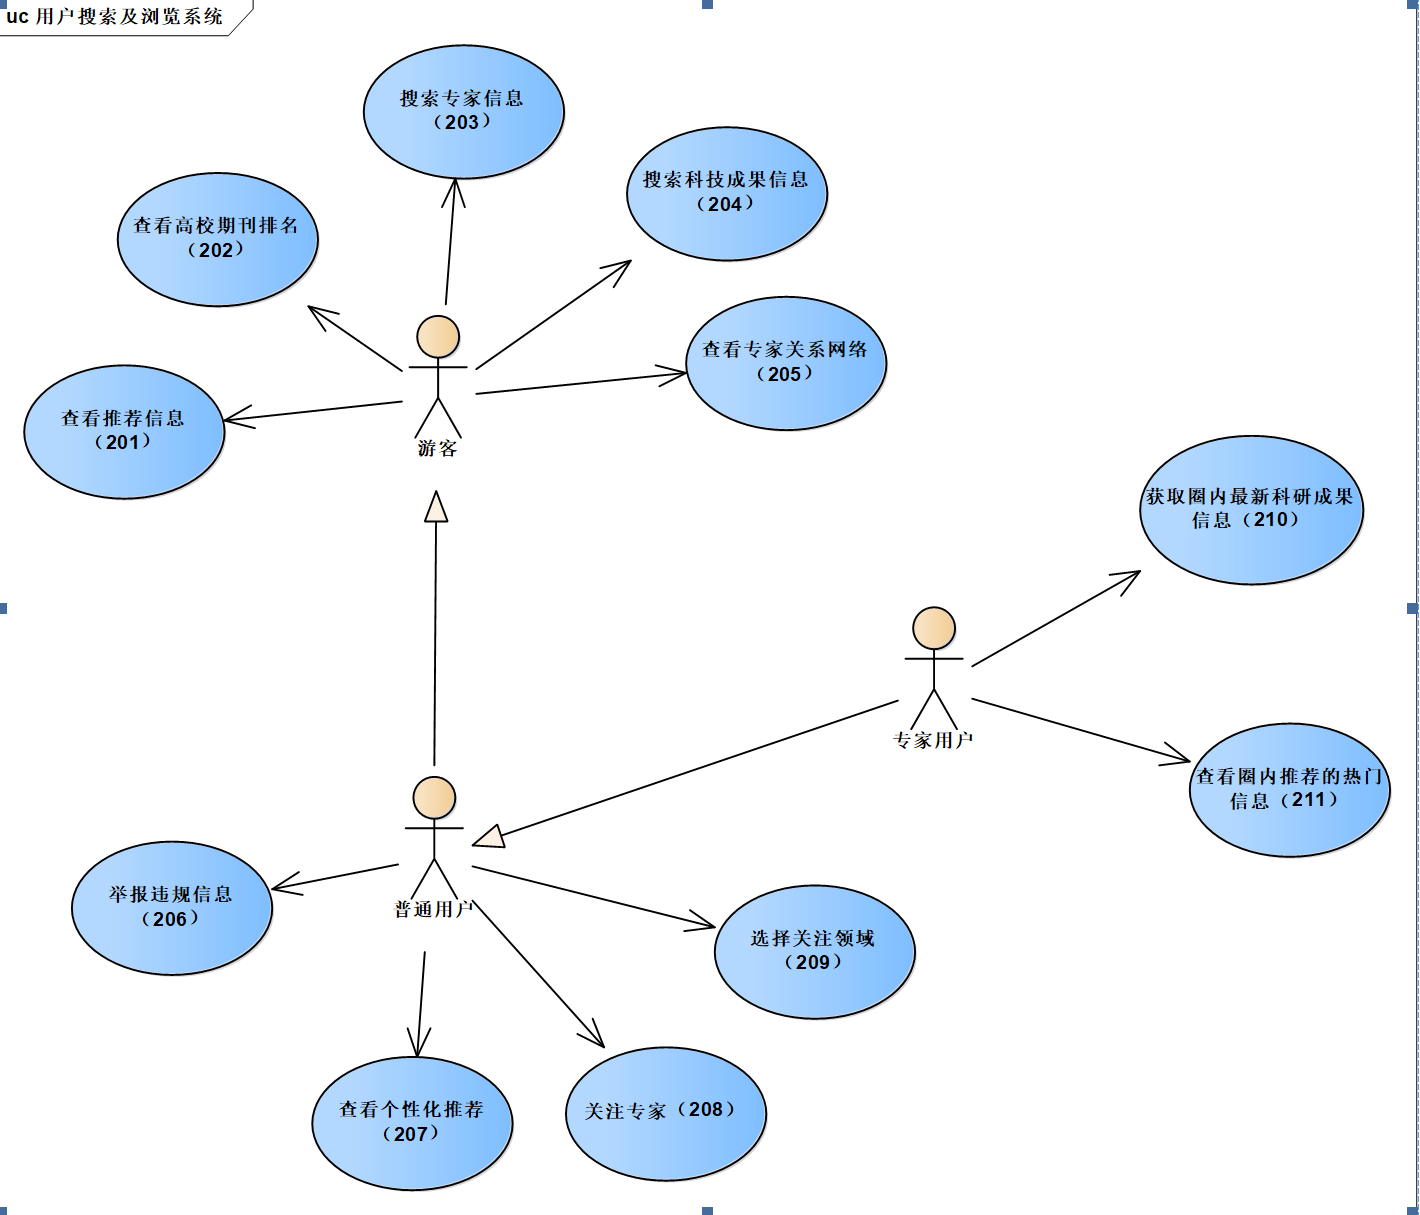 uc 用户搜索及浏览系统
搜索专家信息
（203）
搜索科技成果信息
（204）
查看高校期刊排名
（202）
查看专家关系网络
（205）
查看推荐信息
（201）
游客
获取圈内最新科研成果
信息（210）
专家用户
查看圈内推荐的热门
信息（211）
举报违规信息
（206）
普通用户
选择关注领域
（209）
查看个性化推荐
（207）
关注专家（208）